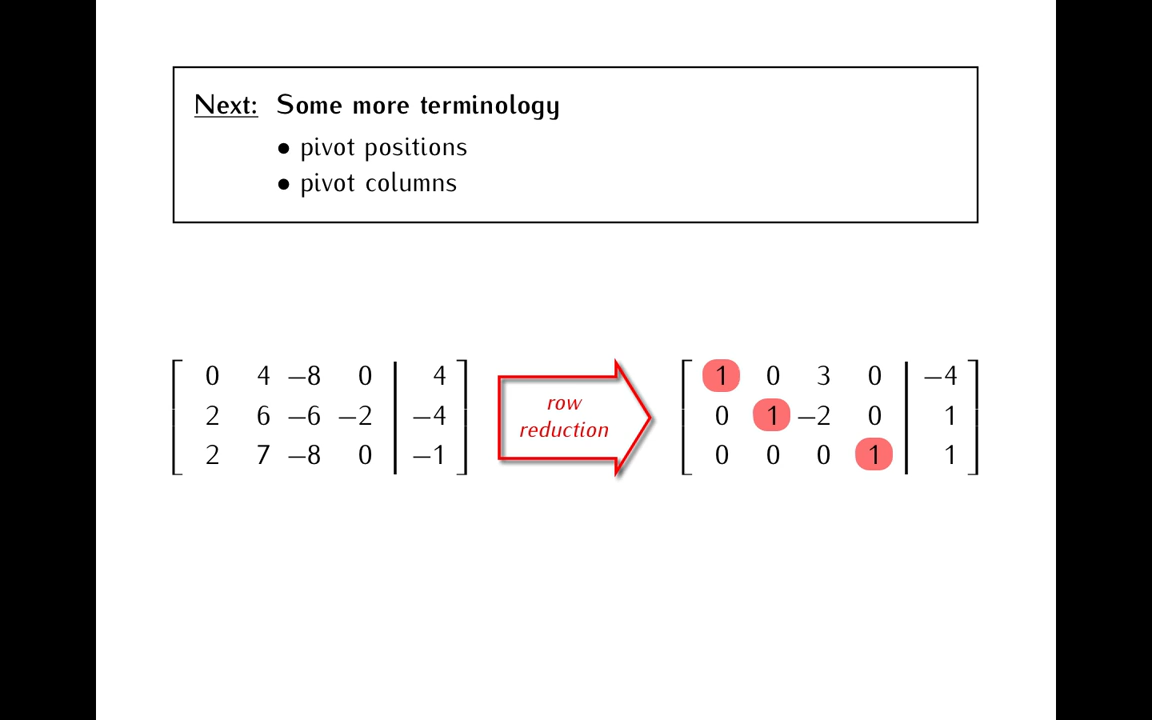 Next: Some more terminology
• pivot positions
• pivot columns
0 4 −8 0 4
2 6 −6 −2 −4
2 7 −8 0 −1
row
reduction
1 0 3 0 −4
0 1 −2 0 1
0 0 0 1 1